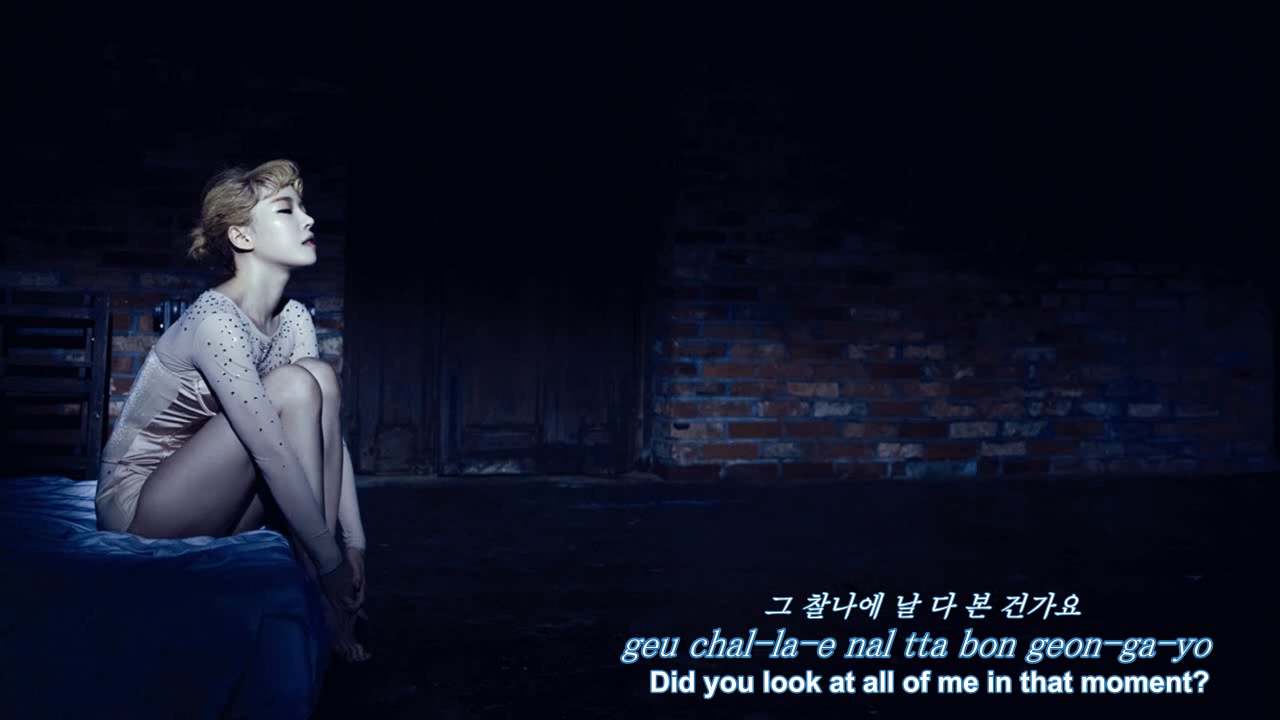 그 찰나에 날 다 본 건가요
geu chal-la-e nal tta bon geon-ga-yo
Did you look at all of me in that moment?